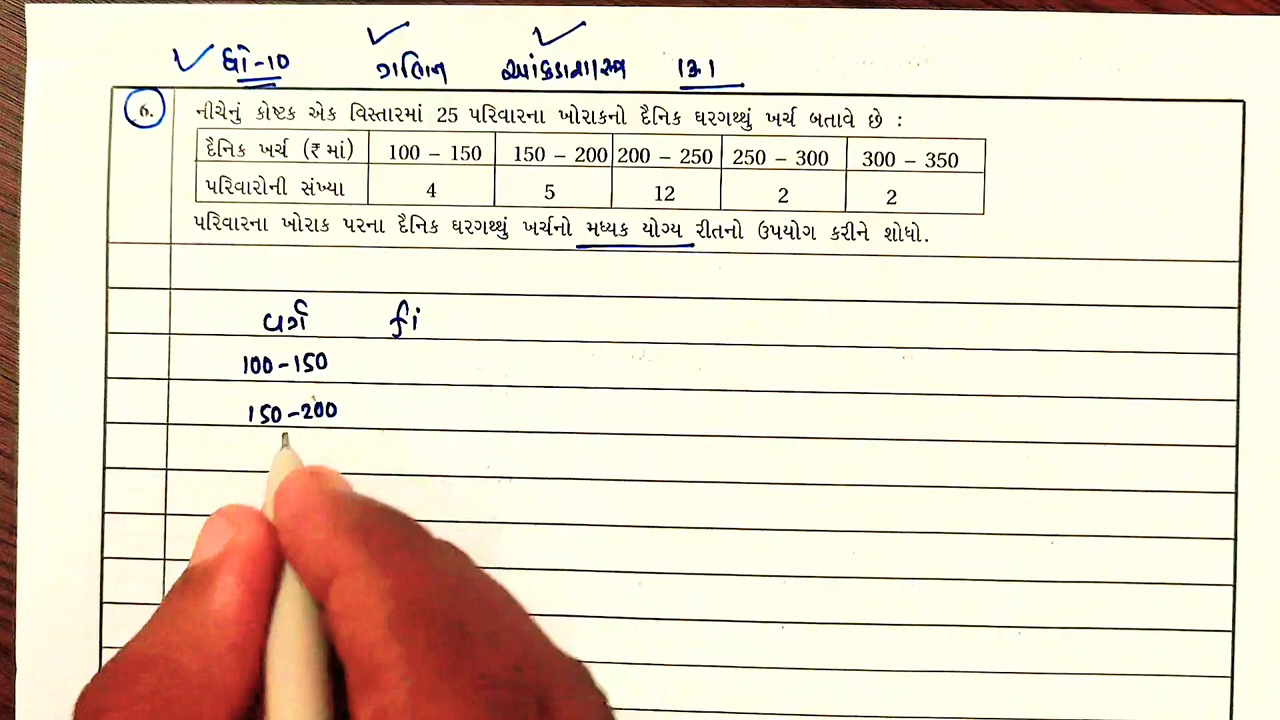 ધો-10 ગણિત આંકડાશાસ્ત્ર
6. નીચેનું કોષ્ટક એક વિસ્તારમાં 25 પરિવારના ખોરાકનો દૈનિક ઘરગથ્થું ખર્ચ બતાવે છે :
દૈનિક ખર્ચ (₹ માં) 100 – 150 150 – 200 200 – 250 250 – 300 300 – 350
પરિવારોની સંખ્યા 4 5 12 2 2
પરિવારના ખોરાક પરના દૈનિક ઘરગથ્થું ખર્ચનો મધ્યક યોગ્ય રીતનો ઉપયોગ કરીને શોધો.
વર્ગ fi
100-150
150-200